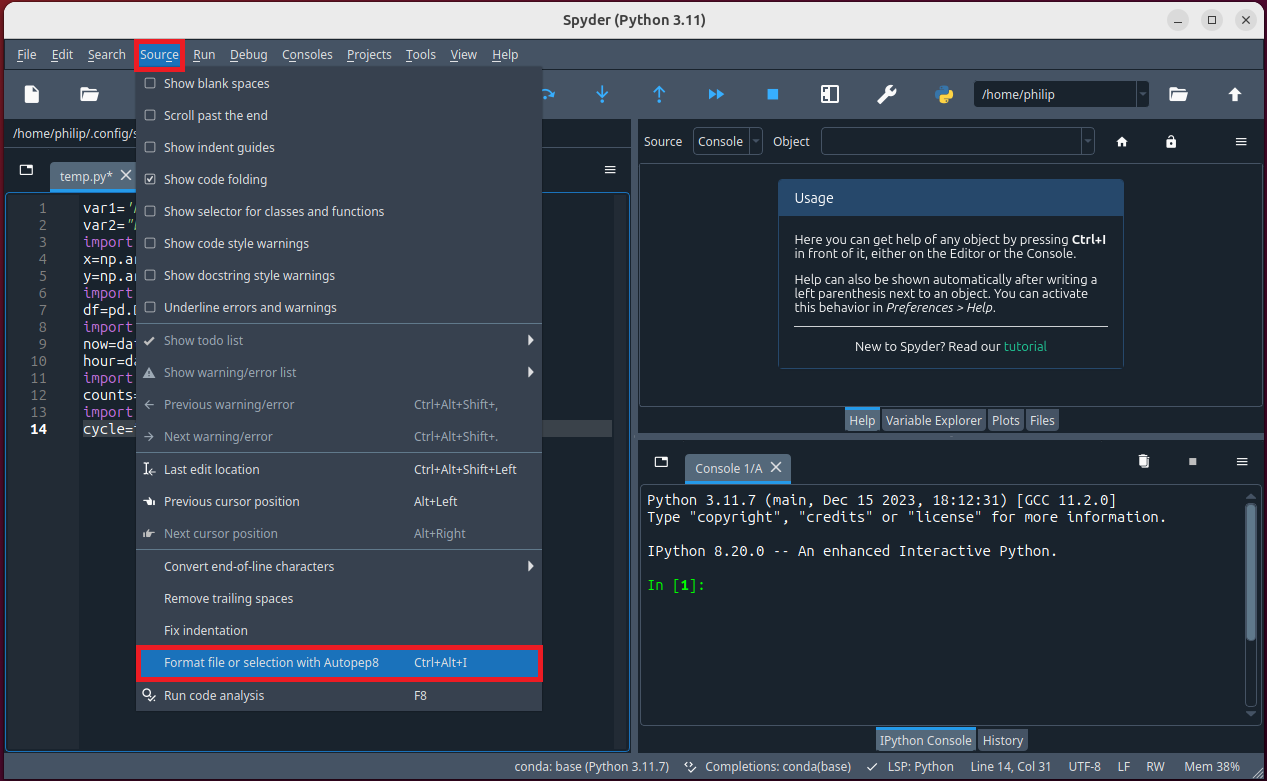 Spyder (Python 3.11)
File Edit Search Source Run Debug Consoles Projects Tools View Help
/home/philip
/home/philip/.config/s
temp.py*
1 var1='
2 var2="
3 import
4 x=np.ar
5 y=np.ar
6 import
7 df=pd.
8 import
9 now=dat
10 hour=da
11 import
12 counts=
13 import
14 cycle=
Show blank spaces
Scroll past the end
Show indent guides
Show code folding
Show selector for classes and functions
Show code style warnings
Show docstring style warnings
Underline errors and warnings
Show todo list
Show warning/error list
Previous warning/error Ctrl+Alt+Shift+,
Next warning/error Ctrl+Alt+Shift+.
Last edit location Ctrl+Alt+Shift+Left
Previous cursor position Alt+Left
Next cursor position Alt+Right
Convert end-of-line characters
Remove trailing spaces
Fix indentation
Format file or selection with Autopep8 Ctrl+Alt+I
Run code analysis F8
Source Console Object
Usage
Here you can get help of any object by pressing Ctrl+I
in front of it, either on the Editor or the Console.
Help can also be shown automatically after writing a
left parenthesis next to an object. You can activate
this behavior in Preferences > Help.
New to Spyder? Read our tutorial
Help Variable Explorer Plots Files
Console 1/A
Python 3.11.7 (main, Dec 15 2023, 18:12:31) [GCC 11.2.0]
Type "copyright", "credits" or "license" for more information.
IPython 8.20.0 -- An enhanced Interactive Python.
In [1]:
IPython Console History
conda: base (Python 3.11.7) Completions: conda(base) LSP: Python Line 14, Col 31 UTF-8 LF RW Mem 38%